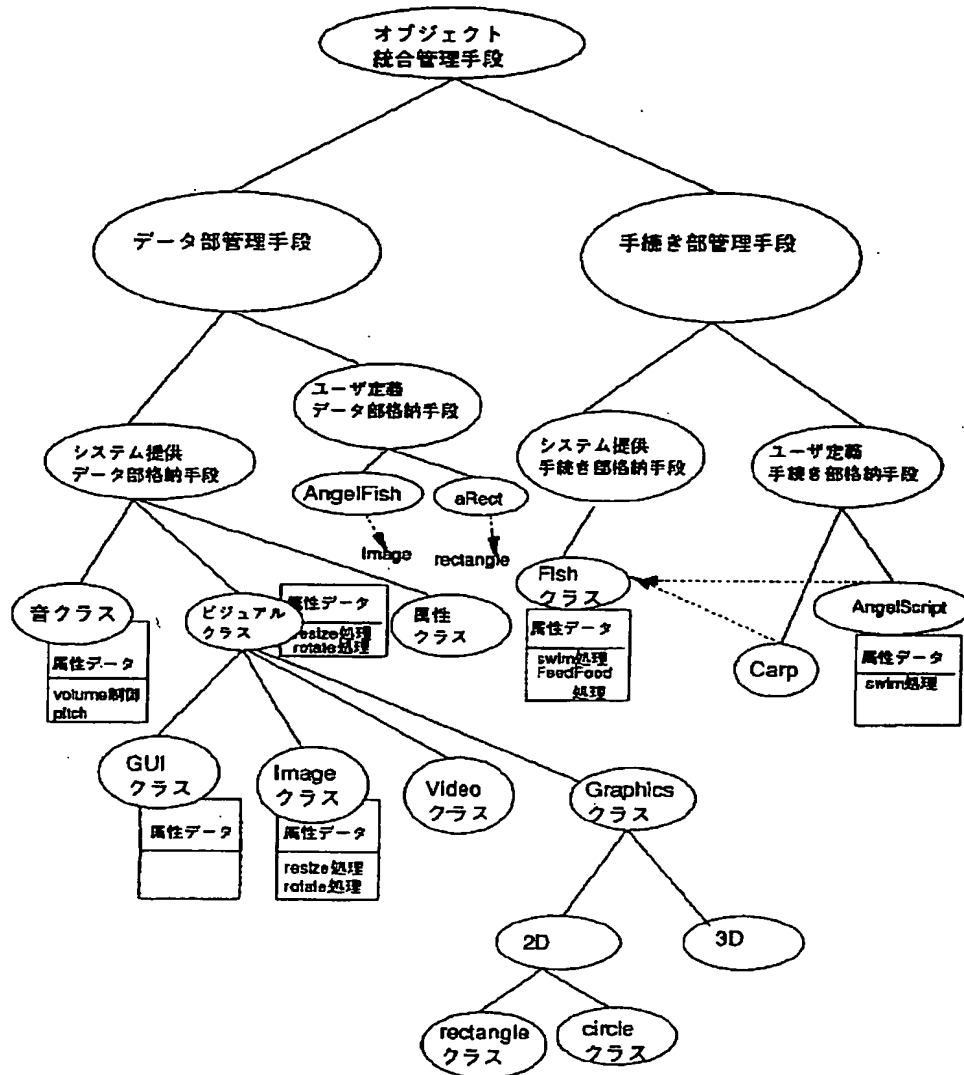 オブジェクト
統合管理手段
データ部管理手段
手続き部管理手段
ユーザ定義
データ部格納手段
システム提供
データ部格納手段
システム提供
手続き部格納手段
ユーザ定義
手続き部格納手段
AngelFish
aRect
Image
rectangle
音クラス
属性データ
volume制御
pitch
ビジュアル
クラス
属性データ
resize処理
rotate処理
属性
クラス
Fish
クラス
属性データ
swim処理
FeedFood
処理
Carp
AngelScript
属性データ
swim処理
GUI
クラス
属性データ
Image
クラス
属性データ
resize処理
rotate処理
Video
クラス
Graphics
クラス
2D
3D
rectangle
クラス
circle
クラス